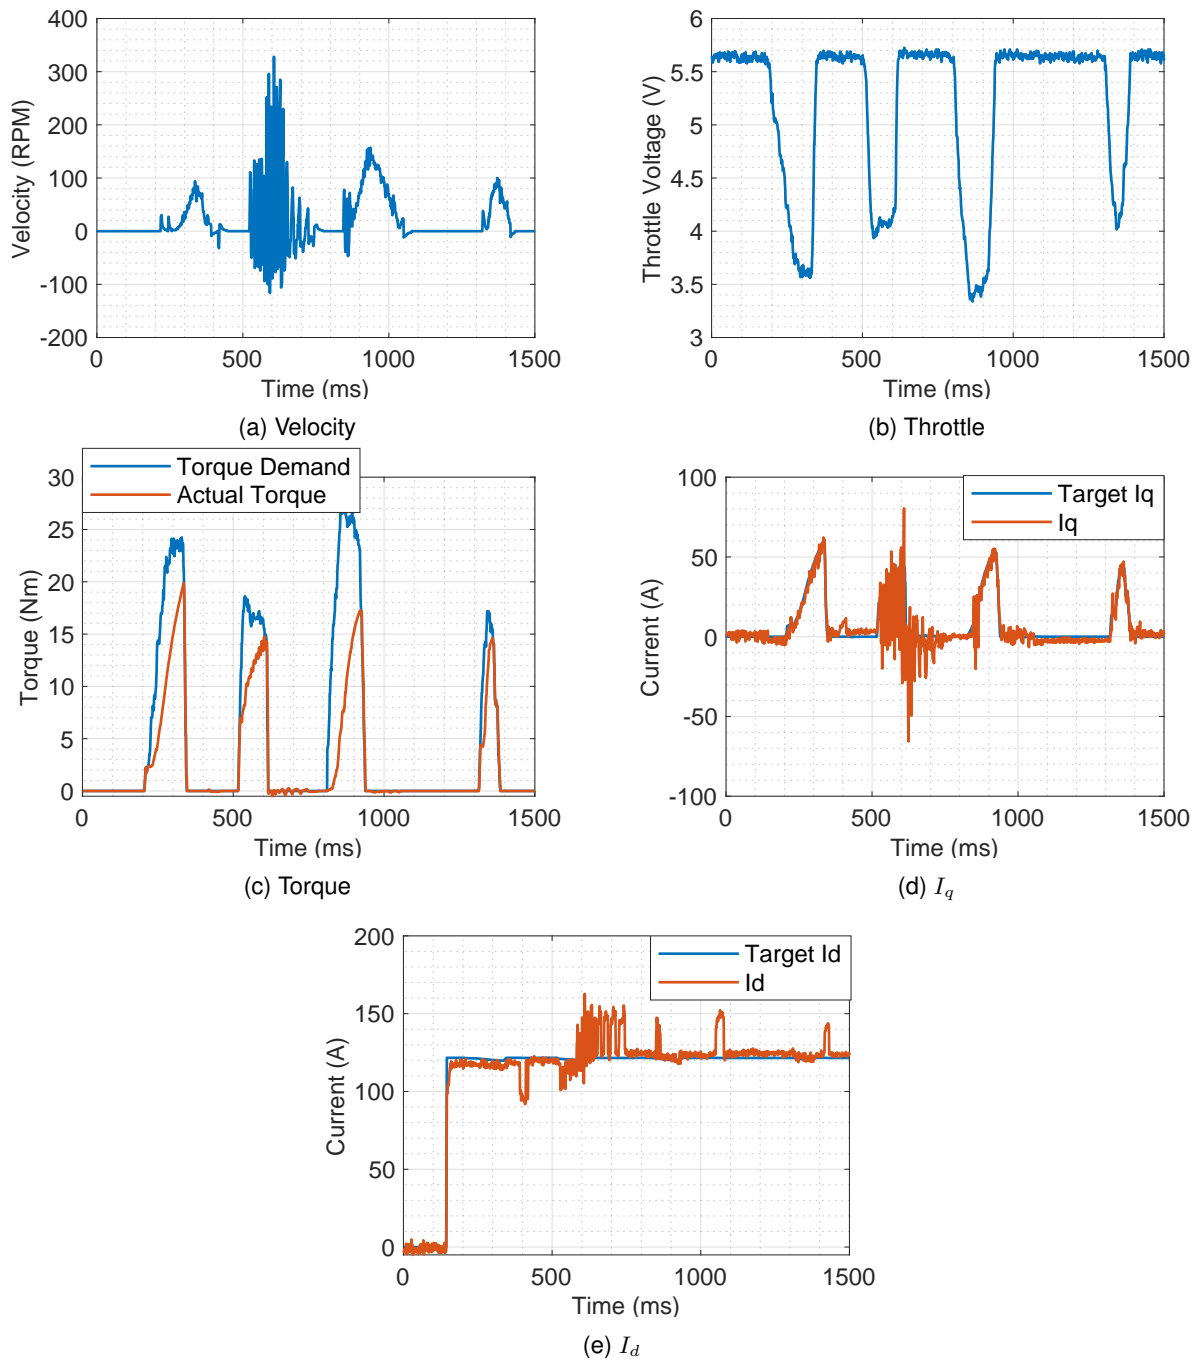 400
300
200
100
0
-100
-200
0 500 1000 1500
Velocity (RPM)
Time (ms)
(a) Velocity
6
5.5
5
4.5
4
3.5
3
0 500 1000 1500
Throttle Voltage (V)
Time (ms)
(b) Throttle
Torque Demand
Actual Torque
30
25
20
15
10
5
0
0 500 1000 1500
Torque (Nm)
Time (ms)
(c) Torque
Target Iq
Iq
100
50
0
-50
-100
0 500 1000 1500
Current (A)
Time (ms)
(d) I_q
Target Id
Id
200
150
100
50
0
0 500 1000 1500
Current (A)
Time (ms)
(e) I_d